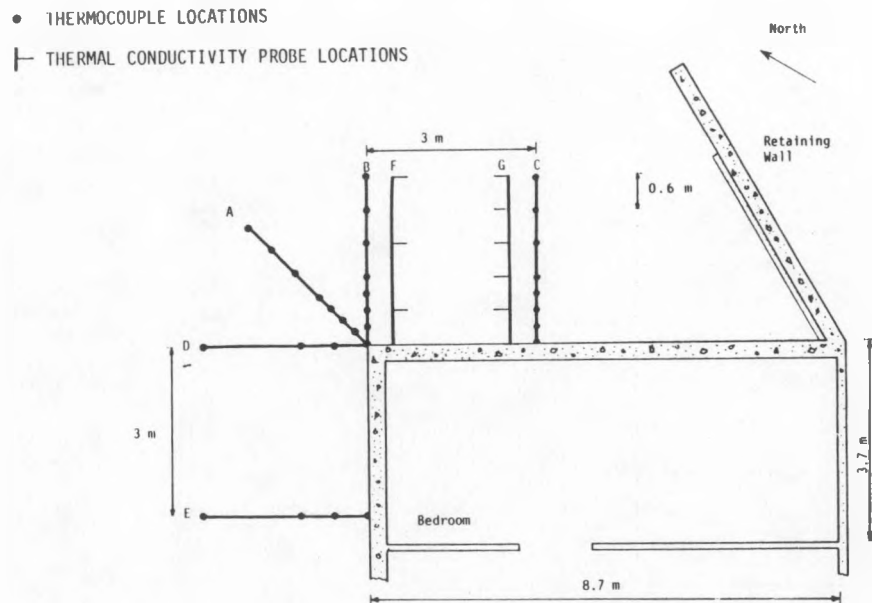 THERMOCOUPLE LOCATIONS
THERMAL CONDUCTIVITY PROBE LOCATIONS
North
3 m
Retaining
Wall
B F G C
0.6 m
A
D
3 m
3.7 m
E
Bedroom
8.7 m